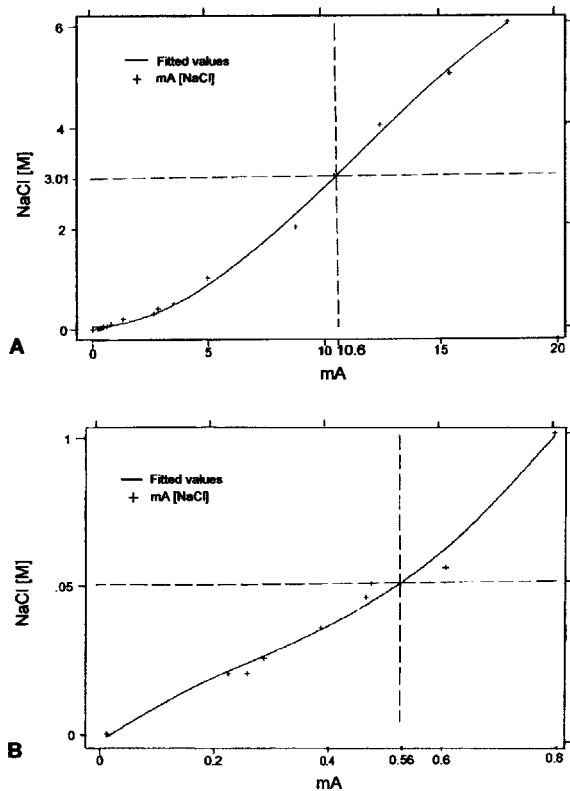 6
Fitted values
mA [NaCl]
4
3.01
NaCl [M]
2
0
A
0 5 10 10.6 15 20
mA
1
Fitted values
mA [NaCl]
NaCl [M]
.05
0
B
0 0.2 0.4 0.56 0.6 0.8
mA